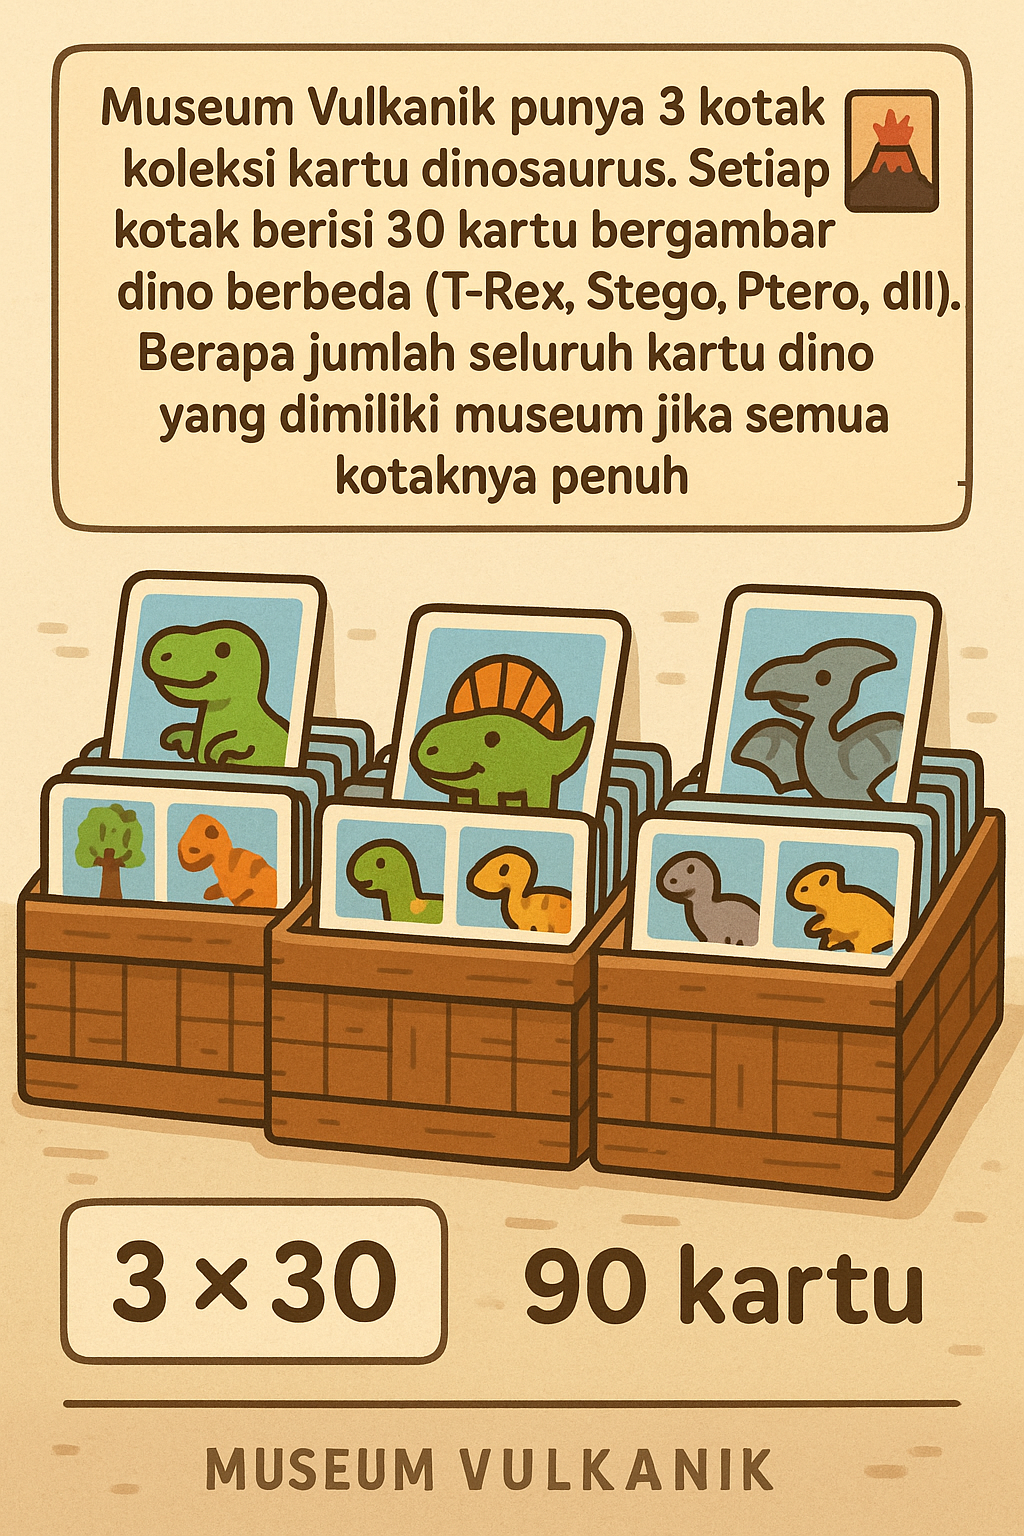 Museum Vulkanik punya 3 kotak
koleksi kartu dinosaurus. Setiap
kotak berisi 30 kartu bergambar
dino berbeda (T-Rex, Stego, Ptero, dll).
Berapa jumlah seluruh kartu dino
yang dimiliki museum jika semua
kotaknya penuh
3 × 30
90 kartu
MUSEUM VULKANIK